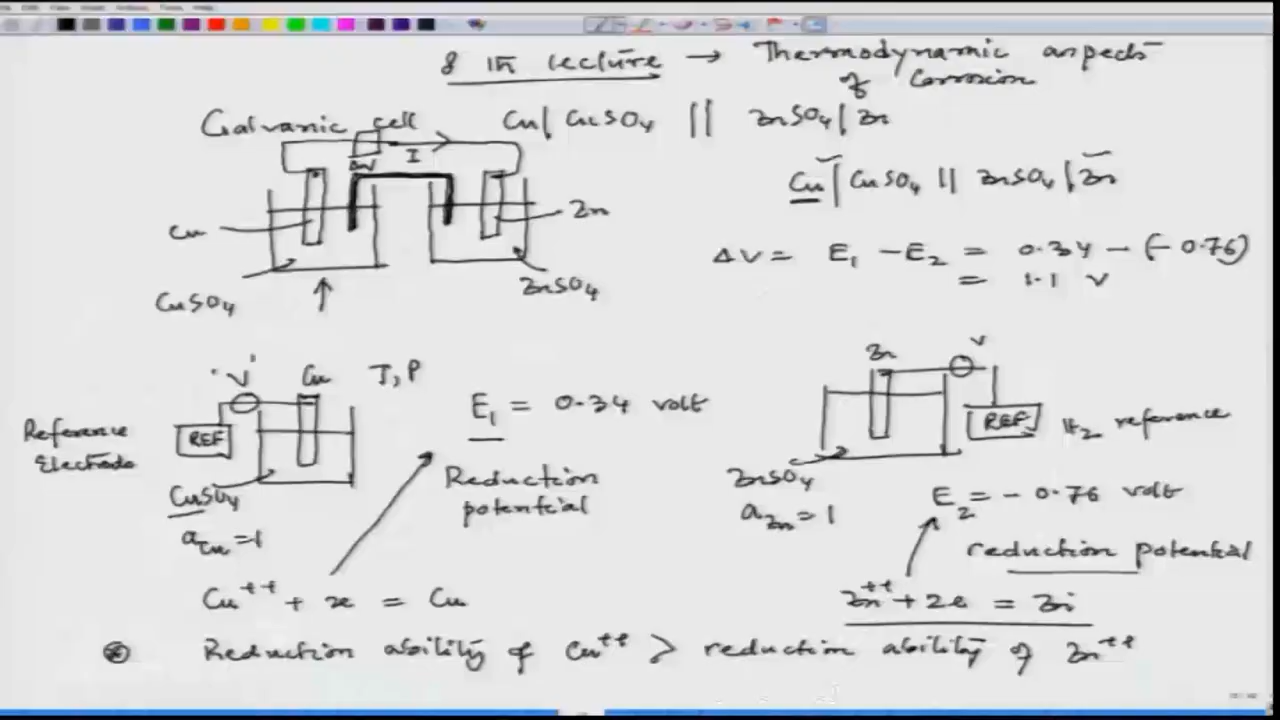 8 th lecture → Thermodynamic aspects
of Corrosion
Galvanic cell
Cu | CuSO4 || ZnSO4 | Zn
I
ΔV
Cu
Zn
CuSO4
ZnSO4
Cu | CuSO4 || ZnSO4 | Zn
ΔV = E1 - E2 = 0.34 - (-0.76)
= 1.1 V
'V'
Cu
T, P
REF
Reference
Electrode
CuSO4
aCu = 1
E1 = 0.34 volt
Reduction
potential
Cu++ + 2e = Cu
Zn
V
REF
H2 reference
ZnSO4
aZn = 1
E2 = - 0.76 volt
reduction potential
Zn++ + 2e = Zn
Reduction ability of Cu++ > reduction ability of Zn++